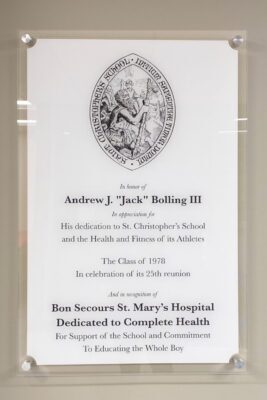 SAINT CHRISTOPHER'S SCHOOL
In honor of
Andrew J. "Jack" Bolling III
In appreciation for
His dedication to St. Christopher's School
and the Health and Fitness of its Athletes
The Class of 1978
In celebration of its 25th reunion
And in recognition of
Bon Secours St. Mary's Hospital
Dedicated to Complete Health
For Support of the School and Commitment
To Educating the Whole Boy